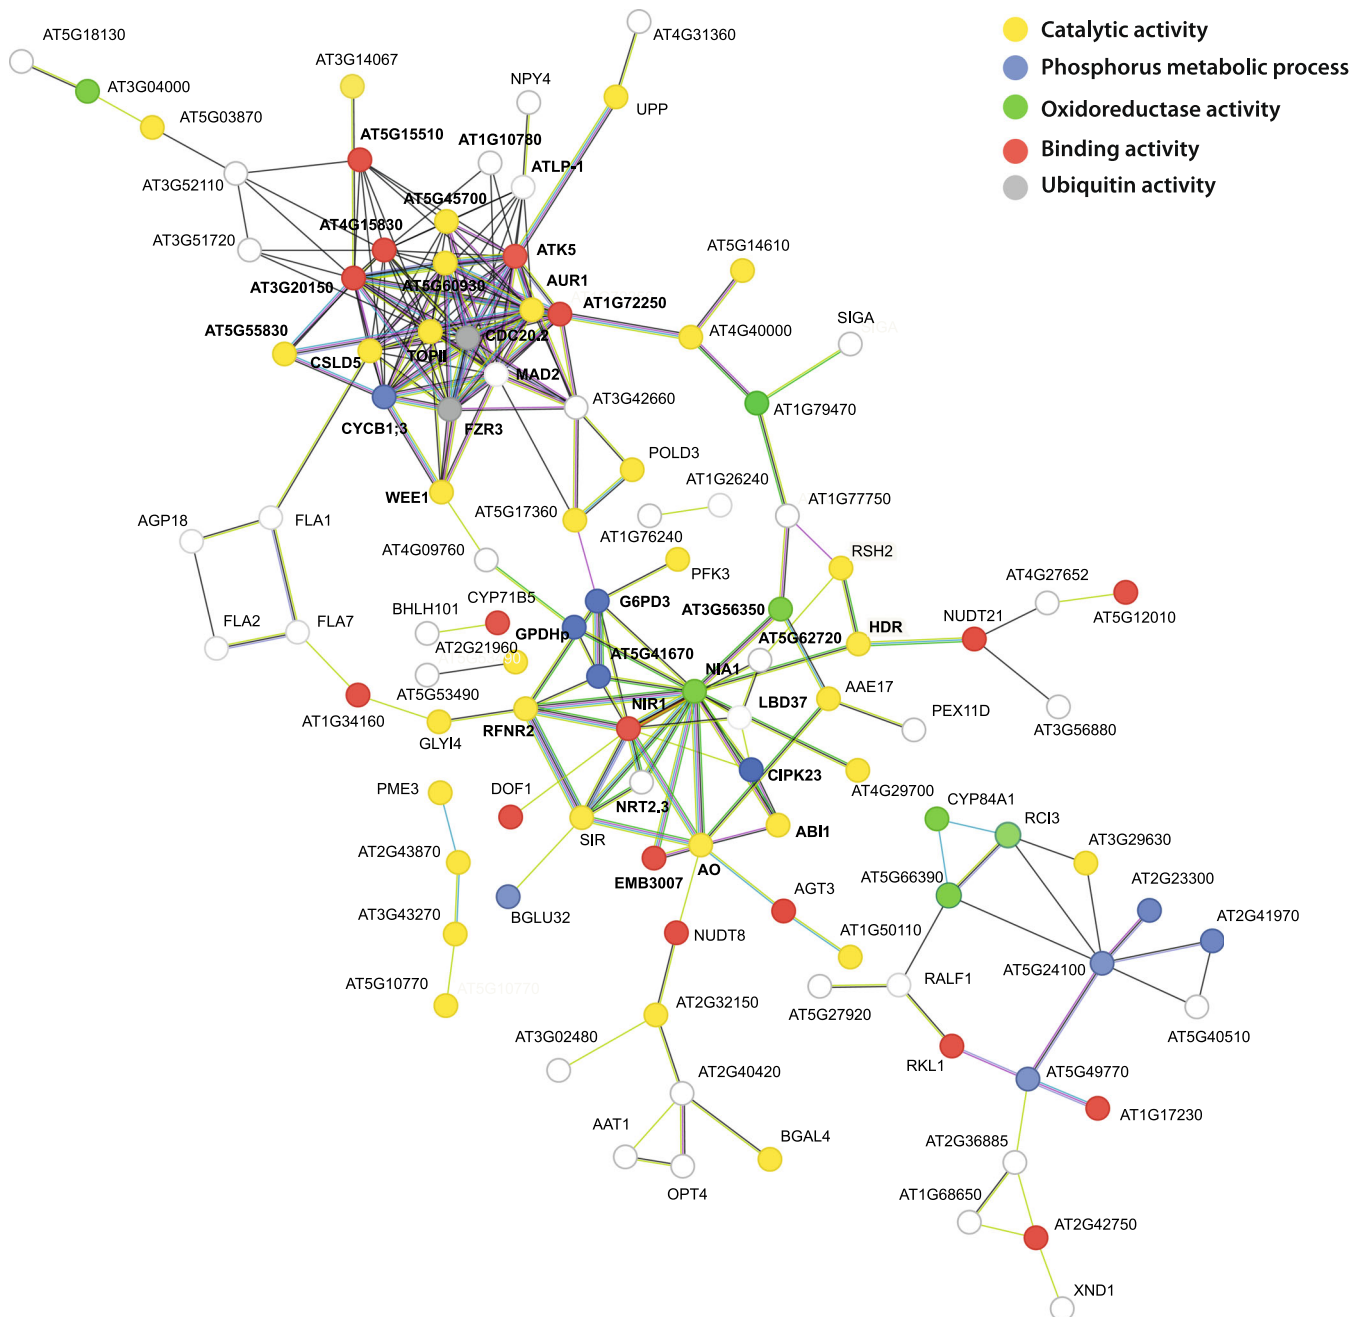 AT5G18130
AT4G31360
Catalytic activity
AT3G14067
Phosphorus metabolic process
AT3G04000
NPY4
UPP
Oxidoreductase activity
AT5G03870
AT5G15510
AT1G10780
Binding activity
ATLP-1
AT3G52110
Ubiquitin activity
AT5G45700
AT4G15830
AT3G51720
ATK5
AT5G14610
AT3G20150
AT5G60930
AUR1
AT1G72250
SIGA
AT5G55830
CDC20.2
AT4G40000
CSLD5
TOPII
MAD2
AT3G42660
AT1G79470
CYCB1;3
FZR3
POLD3
AT1G26240
WEE1
AT1G77750
AGP18
FLA1
AT5G17360
AT1G76240
AT4G09760
RSH2
PFK3
AT4G27652
CYP71B5
G6PD3
AT3G56350
NUDT21
AT5G12010
BHLH101
FLA2
FLA7
GPDHp
AT5G62720
HDR
AT2G21960
AT5G41670
NIA1
AT5G53490
NIR1
LBD37
AAE17
PEX11D
AT1G34160
RFNR2
AT3G56880
GLYI4
CIPK23
PME3
DOF1
AT4G29700
NRT2.3
CYP84A1
RCI3
ABI1
SIR
AT3G29630
AT2G43870
AO
EMB3007
AT5G66390
AT2G23300
AGT3
AT2G41970
AT3G43270
BGLU32
AT1G50110
NUDT8
AT5G24100
AT5G10770
AT5G10770
RALF1
AT2G32150
AT5G27920
AT3G02480
AT5G40510
RKL1
AT2G40420
AT5G49770
AAT1
BGAL4
AT1G17230
AT2G36885
OPT4
AT1G68650
AT2G42750
XND1